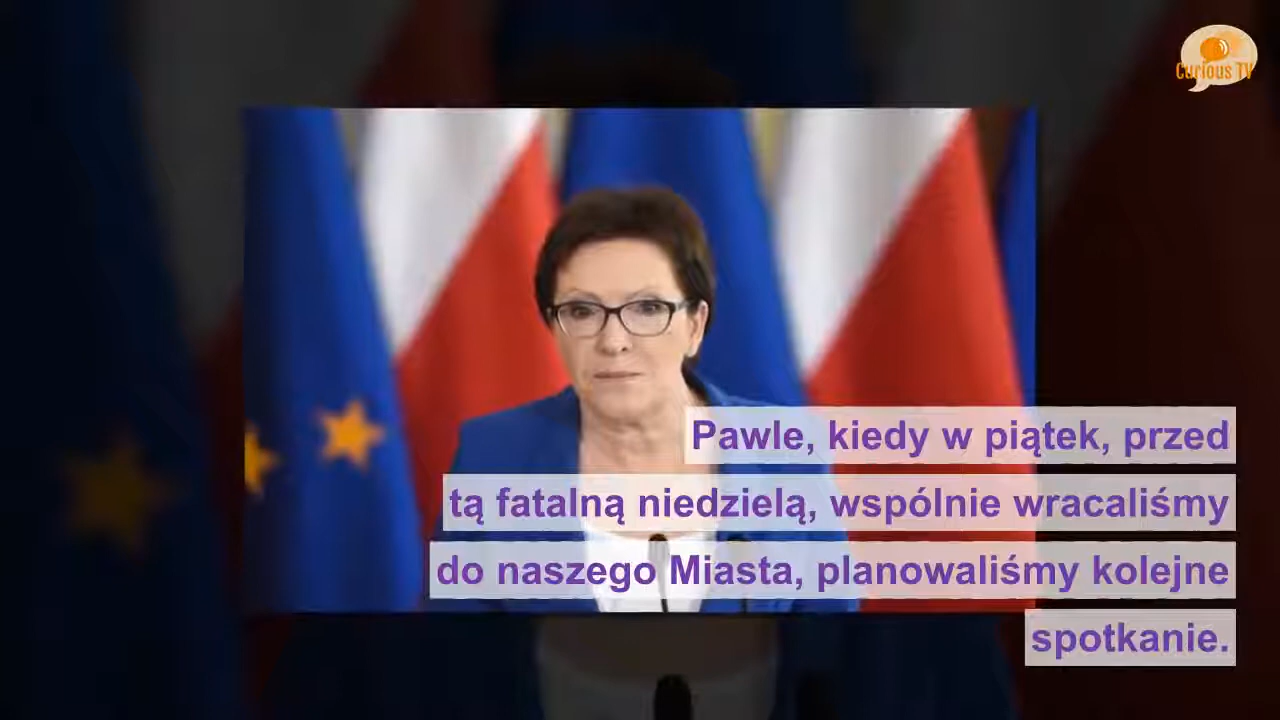 Curious TV
Pawle, kiedy w piątek, przed
tą fatalną niedzielą, wspólnie wracaliśmy
do naszego Miasta, planowaliśmy kolejne
spotkanie.